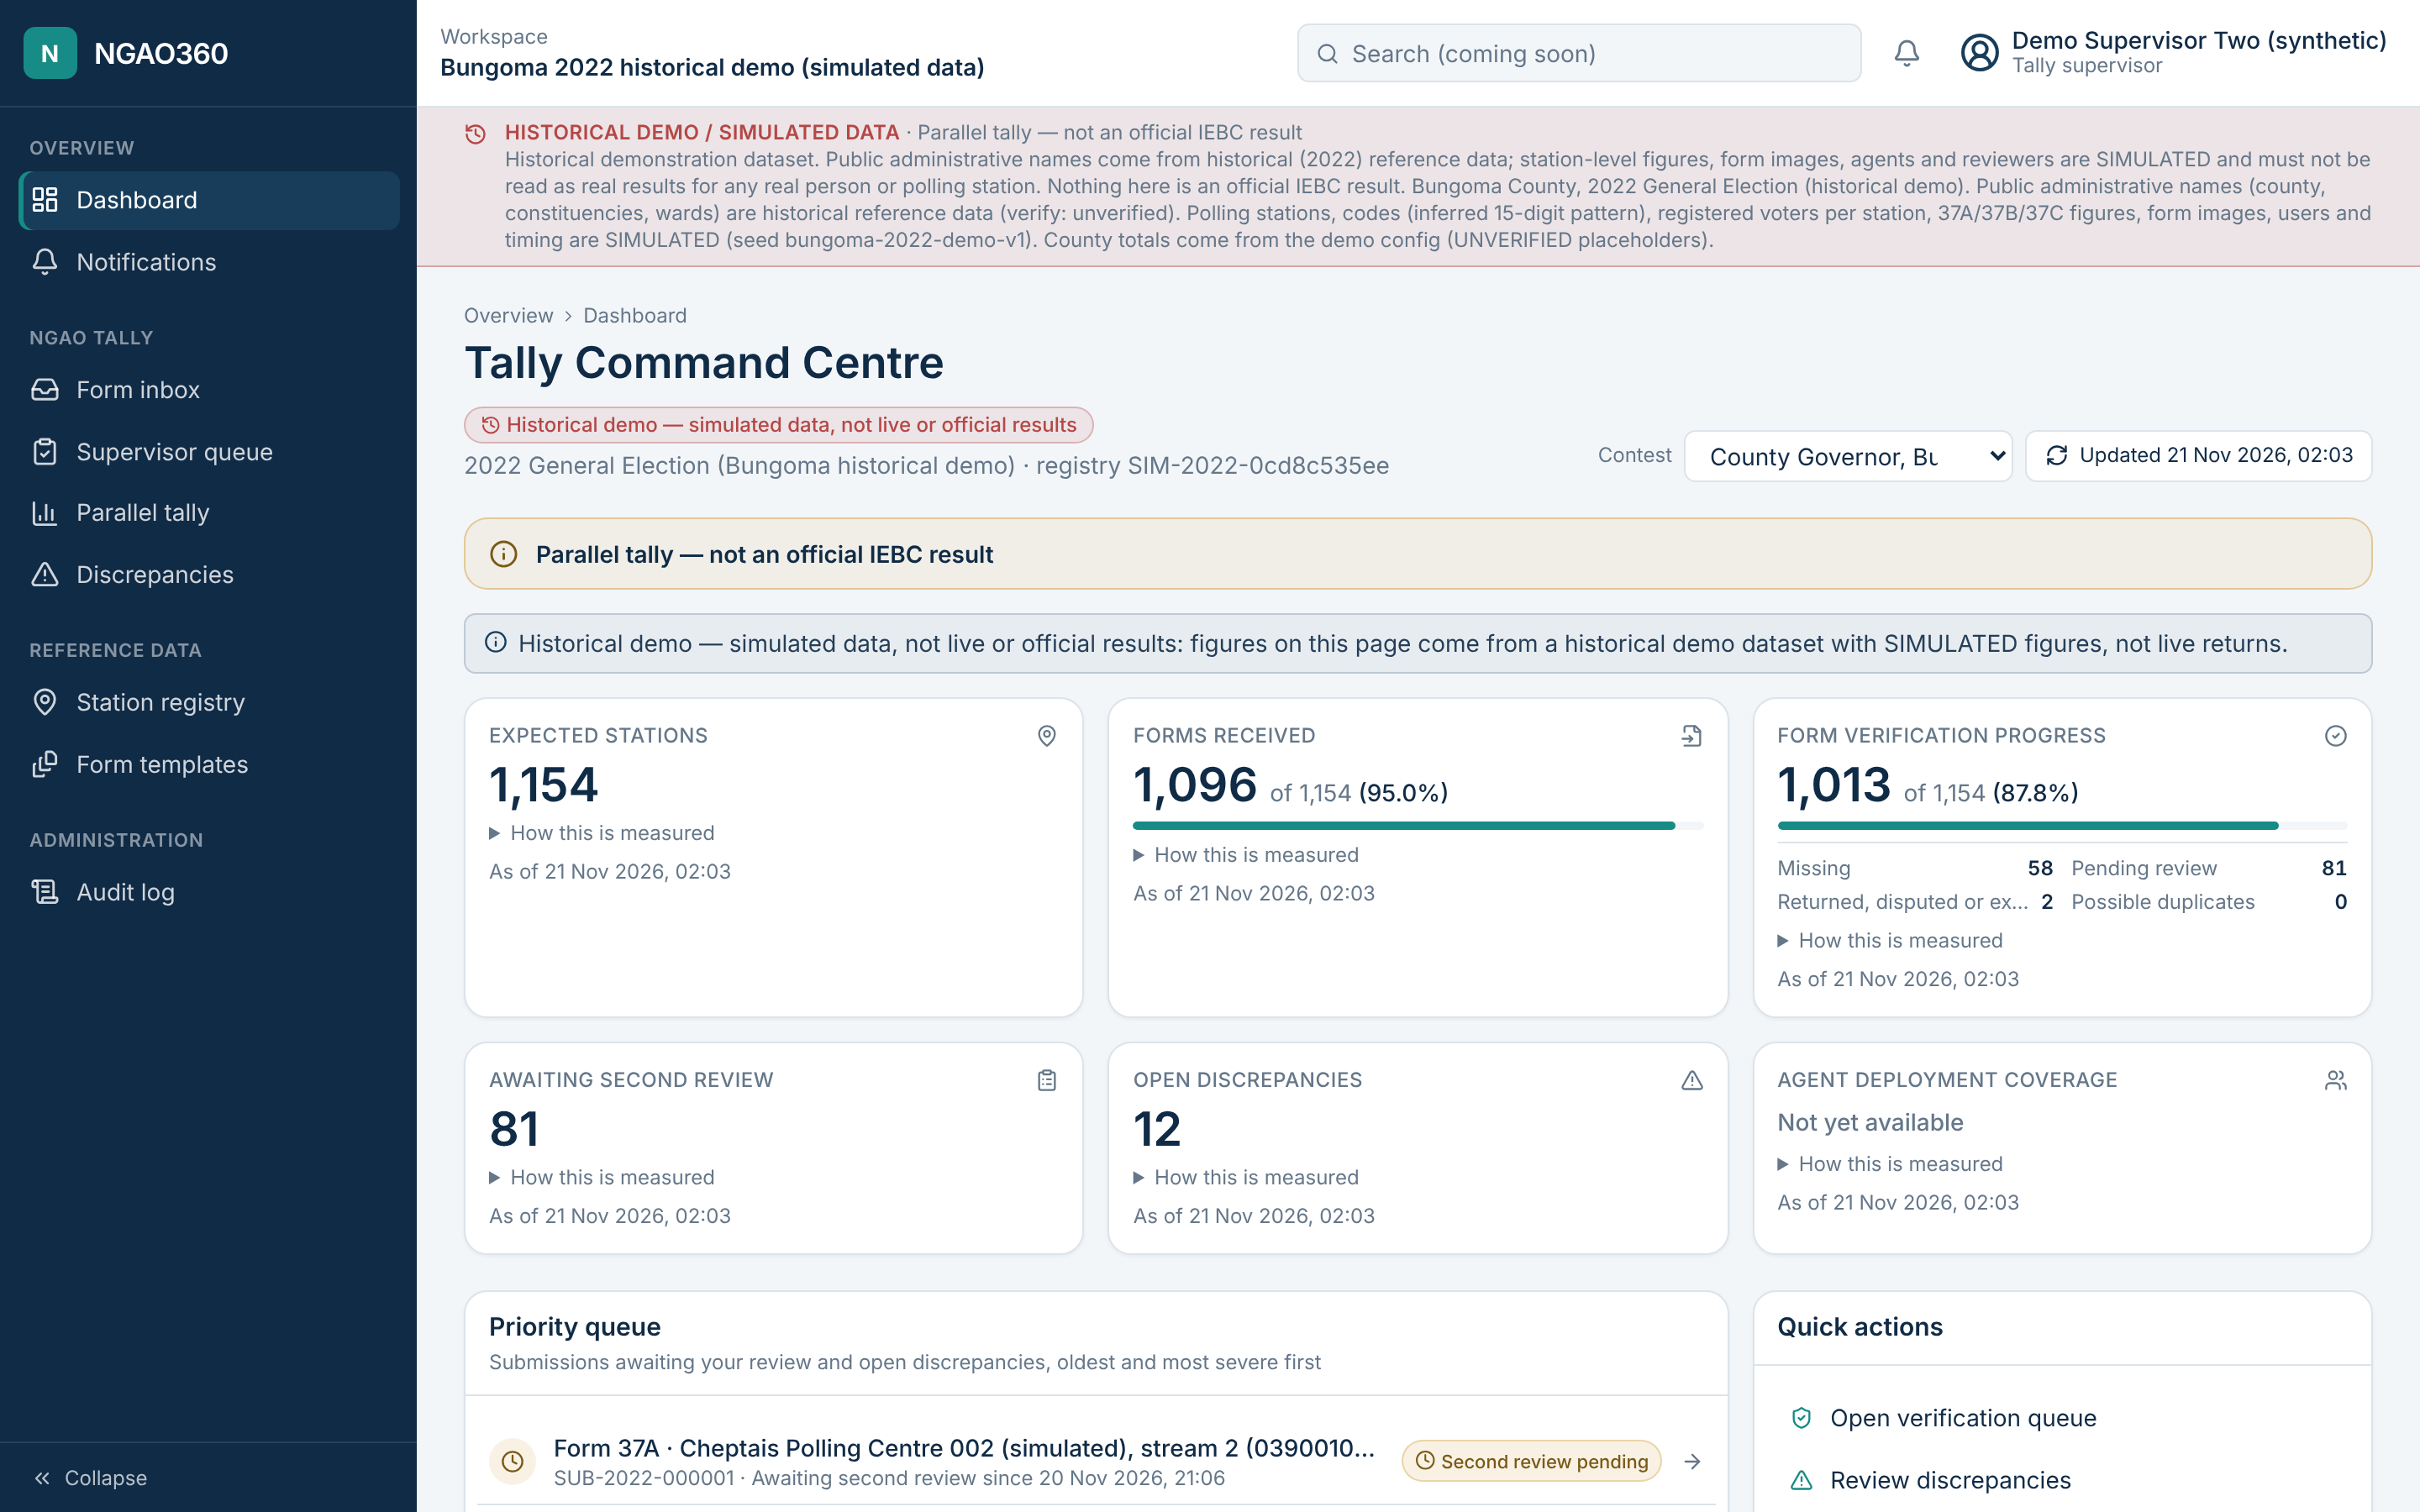 N NGAO360
OVERVIEW
Dashboard
Notifications
NGAO TALLY
Form inbox
Supervisor queue
Parallel tally
Discrepancies
REFERENCE DATA
Station registry
Form templates
ADMINISTRATION
Audit log
Collapse
Workspace
Bungoma 2022 historical demo (simulated data)
Search (coming soon)
Demo Supervisor Two (synthetic)
Tally supervisor
HISTORICAL DEMO / SIMULATED DATA · Parallel tally — not an official IEBC result
Historical demonstration dataset. Public administrative names come from historical (2022) reference data; station-level figures, form images, agents and reviewers are SIMULATED and must not be
read as real results for any real person or polling station. Nothing here is an official IEBC result. Bungoma County, 2022 General Election (historical demo). Public administrative names (county,
constituencies, wards) are historical reference data (verify: unverified). Polling stations, codes (inferred 15-digit pattern), registered voters per station, 37A/37B/37C figures, form images, users and
timing are SIMULATED (seed bungoma-2022-demo-v1). County totals come from the demo config (UNVERIFIED placeholders).
Overview > Dashboard
Tally Command Centre
Historical demo — simulated data, not live or official results
2022 General Election (Bungoma historical demo) · registry SIM-2022-0cd8c535ee
Contest County Governor, Bu Updated 21 Nov 2026, 02:03
Parallel tally — not an official IEBC result
Historical demo — simulated data, not live or official results: figures on this page come from a historical demo dataset with SIMULATED figures, not live returns.
EXPECTED STATIONS
1,154
How this is measured
As of 21 Nov 2026, 02:03
FORMS RECEIVED
1,096 of 1,154 (95.0%)
How this is measured
As of 21 Nov 2026, 02:03
FORM VERIFICATION PROGRESS
1,013 of 1,154 (87.8%)
Missing 58 Pending review 81
Returned, disputed or ex... 2 Possible duplicates 0
How this is measured
As of 21 Nov 2026, 02:03
AWAITING SECOND REVIEW
81
How this is measured
As of 21 Nov 2026, 02:03
OPEN DISCREPANCIES
12
How this is measured
As of 21 Nov 2026, 02:03
AGENT DEPLOYMENT COVERAGE
Not yet available
How this is measured
As of 21 Nov 2026, 02:03
Priority queue
Submissions awaiting your review and open discrepancies, oldest and most severe first
Form 37A · Cheptais Polling Centre 002 (simulated), stream 2 (0390010...
SUB-2022-000001 · Awaiting second review since 20 Nov 2026, 21:06
Second review pending
Quick actions
Open verification queue
Review discrepancies